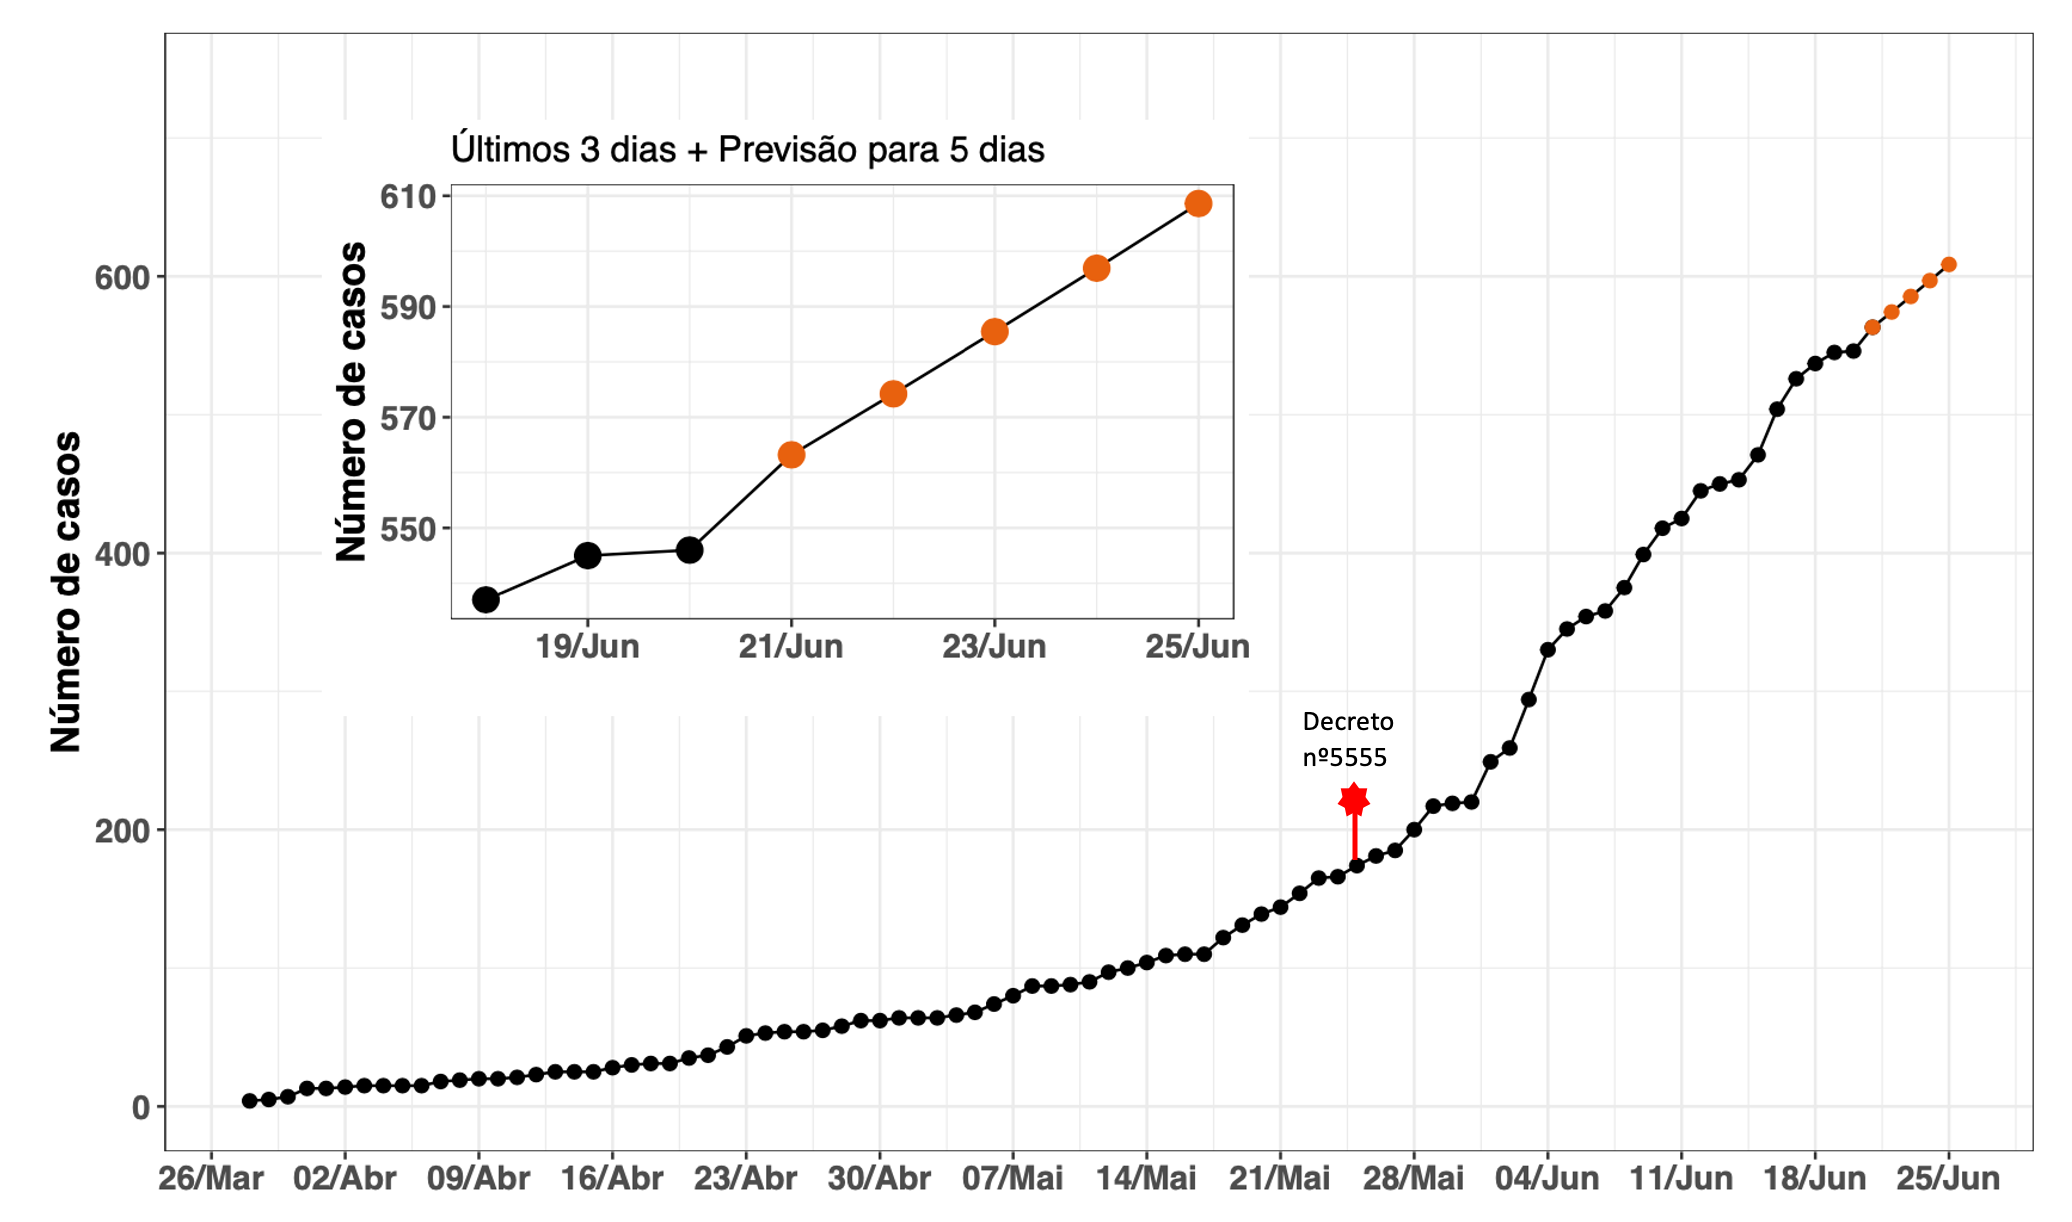 Últimos 3 dias + Previsão para 5 dias
Número de casos
610
590
570
550
19/Jun 21/Jun 23/Jun 25/Jun
Número de casos
600
400
200
0
Decreto
nº5555
26/Mar 02/Abr 09/Abr 16/Abr 23/Abr 30/Abr 07/Mai 14/Mai 21/Mai 28/Mai 04/Jun 11/Jun 18/Jun 25/Jun